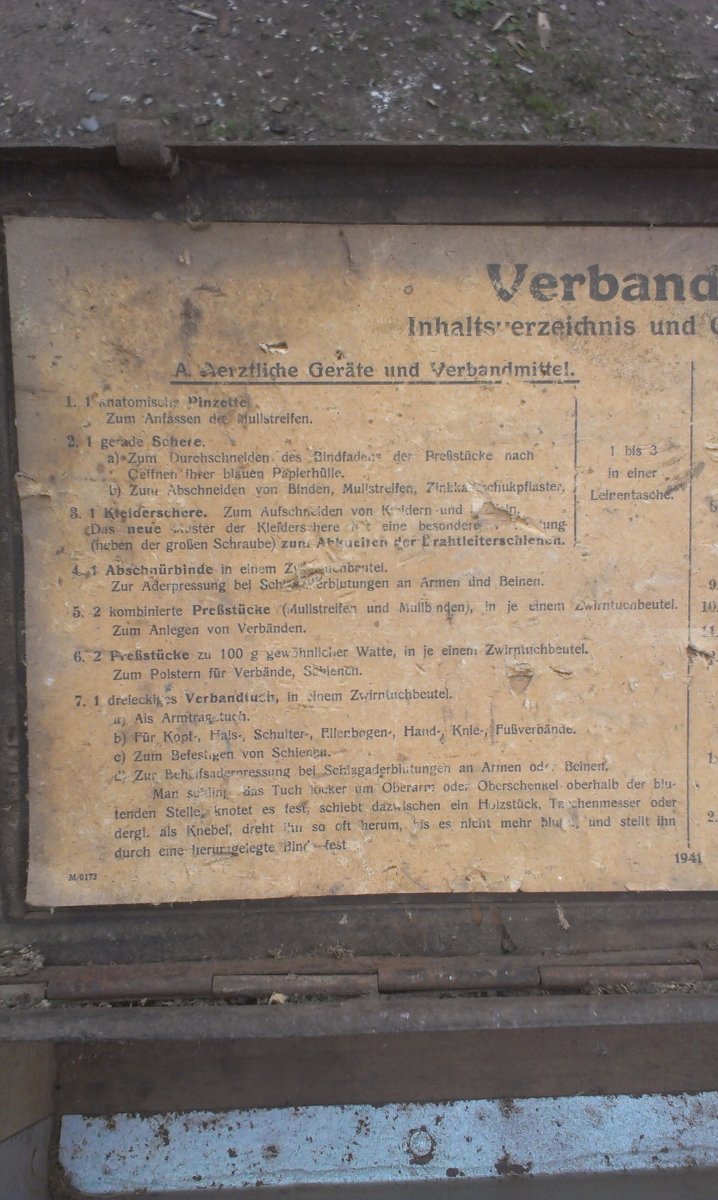 Verband
Inhaltsverzeichnis und
A. Aerztliche Geräte und Verbandmittel.
1. 1 anatomische Pinzette.
Zum Anfassen der Mullstreifen.
2. 1 gerade Schere.
a) Zum Durchschneiden des Bindfadens der Preßstücke nach
Oeffnen ihrer blauen Papierhülle.
b) Zum Abschneiden von Binden, Mullstreifen, Zinkkautschukpflaster.
3. 1 Kleiderschere. Zum Aufschneiden von Kleidern und
Das neue Muster der Kleiderschere hat eine besondere
(neben der großen Schraube) zum Abkneifen der Drahtleiterschienen.
1 bis 3
in einer
Leinentasche.
4. 1 Abschnürbinde in einem Zwirntuchbeutel.
Zur Aderpressung bei Schlagaderblutungen an Armen und Beinen.
5. 2 kombinierte Preßstücke (Mullstreifen und Mullbinden), in je einem Zwirntuchbeutel.
Zum Anlegen von Verbänden.
6. 2 Preßstücke zu 100 g gewöhnlicher Watte, in je einem Zwirntuchbeutel.
Zum Polstern für Verbände, Schienen.
7. 1 dreieckiges Verbandtuch, in einem Zwirntuchbeutel.
a) Als Armtragetuch.
b) Für Kopf-, Hals-, Schulter-, Ellenbogen-, Hand-, Knie-, Fußverbände.
c) Zum Befestigen von Schienen.
d) Zur Behelfsaderpressung bei Schlagaderblutungen an Armen oder Beinen.
Man schlingt das Tuch locker um Oberarm oder Oberschenkel oberhalb der blu-
tenden Stelle, knotet es fest, schiebt dazwischen ein Holzstück, Taschenmesser oder
dergl. als Knebel, dreht ihn so oft herum, bis es nicht mehr blutet, und stellt ihn
durch eine herumgelegte Binde fest
M/0173
1941
9.
10.
11.
2.